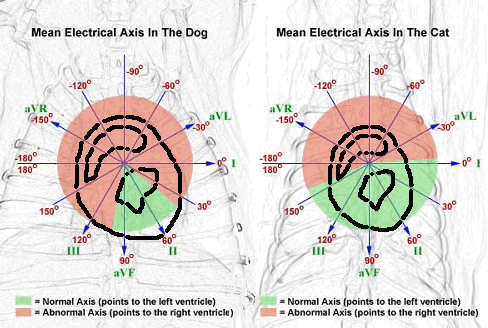 Mean Electrical Axis In The Dog
-90°
-120°
-60°
aVR
-150°
aVL
-30°
-180°
180°
0°
I
150°
30°
120°
III
60°
II
90°
aVF
= Normal Axis (points to the left ventricle)
= Abnormal Axis (points to the right ventricle)
Mean Electrical Axis In The Cat
-90°
-120°
-60°
aVR
-150°
aVL
-30°
-180°
180°
0°
I
150°
30°
120°
III
60°
II
90°
aVF
= Normal Axis (points to the left ventricle)
= Abnormal Axis (points to the right ventricle)